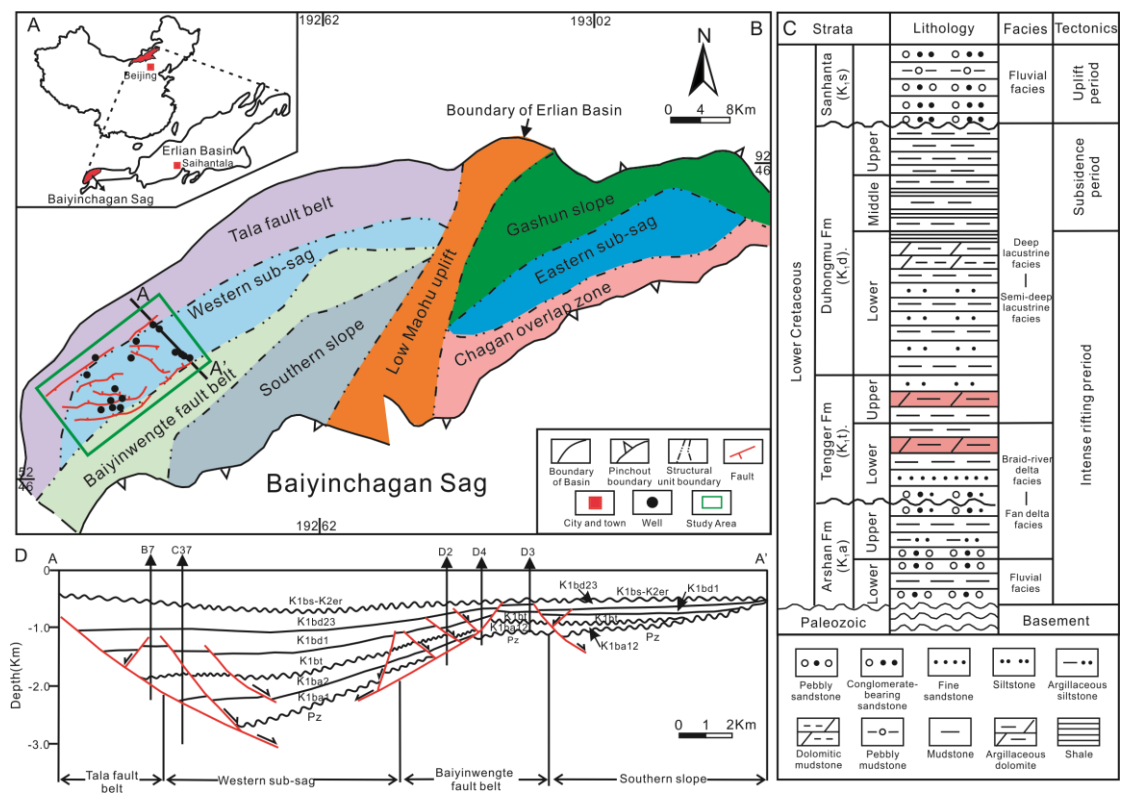 A
Beijing
Erlian Basin
Saihantala
Baiyinchagan Sag
192 62
193 02
B
N
0 4 8Km
Boundary of Erlian Basin
92
46
Tala fault belt
Western sub-sag
Gashun slope
Eastern sub-sag
Low Maohu uplift
Chagan overlap zone
Southern slope
Baiyinwengte fault belt
A
A'
52
46
Baiyinchagan Sag
192 62
Boundary
of Basin
Pinchout
boundary
Structural
unit boundary
Fault
City and town
Well
Study Area
C
Strata
Lithology
Facies
Tectonics
Lower Cretaceous
Sanhanta
(K₁s)
Fluvial
facies
Uplift
period
Duhongmu Fm
(K₁d).
Upper
Middle
Lower
Subsidence
period
Deep
lacustrine
facies
Semi-deep
lacustrine
facies
Intense rifting preriod
Tengger Fm
(K₁t).
Upper
Lower
Braid-river
delta
facies
Fan delta
facies
Arshan Fm
(K₁a)
Upper
Lower
Fluvial
facies
Paleozoic
Basement
Pebbly
sandstone
Conglomerate-
bearing
sandstone
Fine
sandstone
Siltstone
Argillaceous
siltstone
Dolomitic
mudstone
Pebbly
mudstone
Mudstone
Argillaceous
dolomite
Shale
D
A
B7
C37
D2
D4
D3
A'
0
-1.0
-2.0
-3.0
Depth(Km)
K1bs-K2er
K1bd23
K1bd1
K1bt
K1ba2
K1ba1
Pz
K1bt
K1ba12
Pz
K1bd23
K1bs-K2er
K1bd1
K1bt
K1ba12
Pz
0 1 2Km
Tala fault
belt
Western sub-sag
Baiyinwengte
fault belt
Southern slope